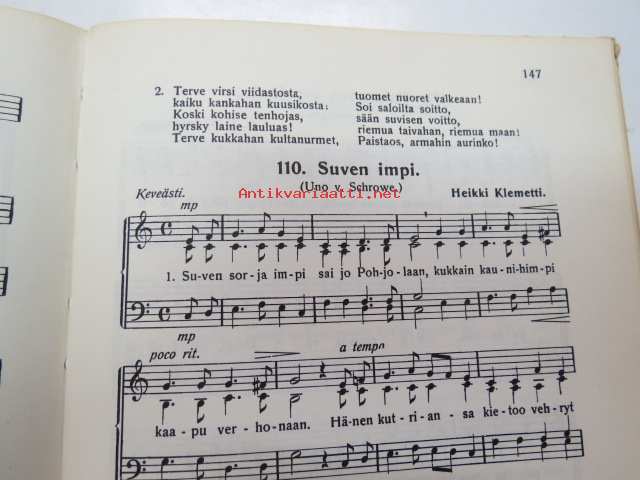 147
2. Terve virsi viidastosta,
kaiku kankahan kuusikosta:
Koski kohise tenhojas,
hyrsky laine lauluas!
Terve kukkahan kultanurmet,
tuomet nuoret valkeaan!
Soi saloilta soitto,
sään suvisen voitto,
riemua taivahan, riemua maan!
Paistaos, armahin aurinko!
110. Suven impi.
Antikvariaatti.net
(Uno v. Schrowe.)
Keveästi.
Heikki Klemetti.
mp
1. Su-ven sor-ja im-pi sai jo Poh-jo-laan, kuk-kain kau-ni-him-pi
mp
poco rit.
a tempo
kaa-pu ver-ho-naan. Hä-nen kut-ri-an-sa kie-too veh-ryt